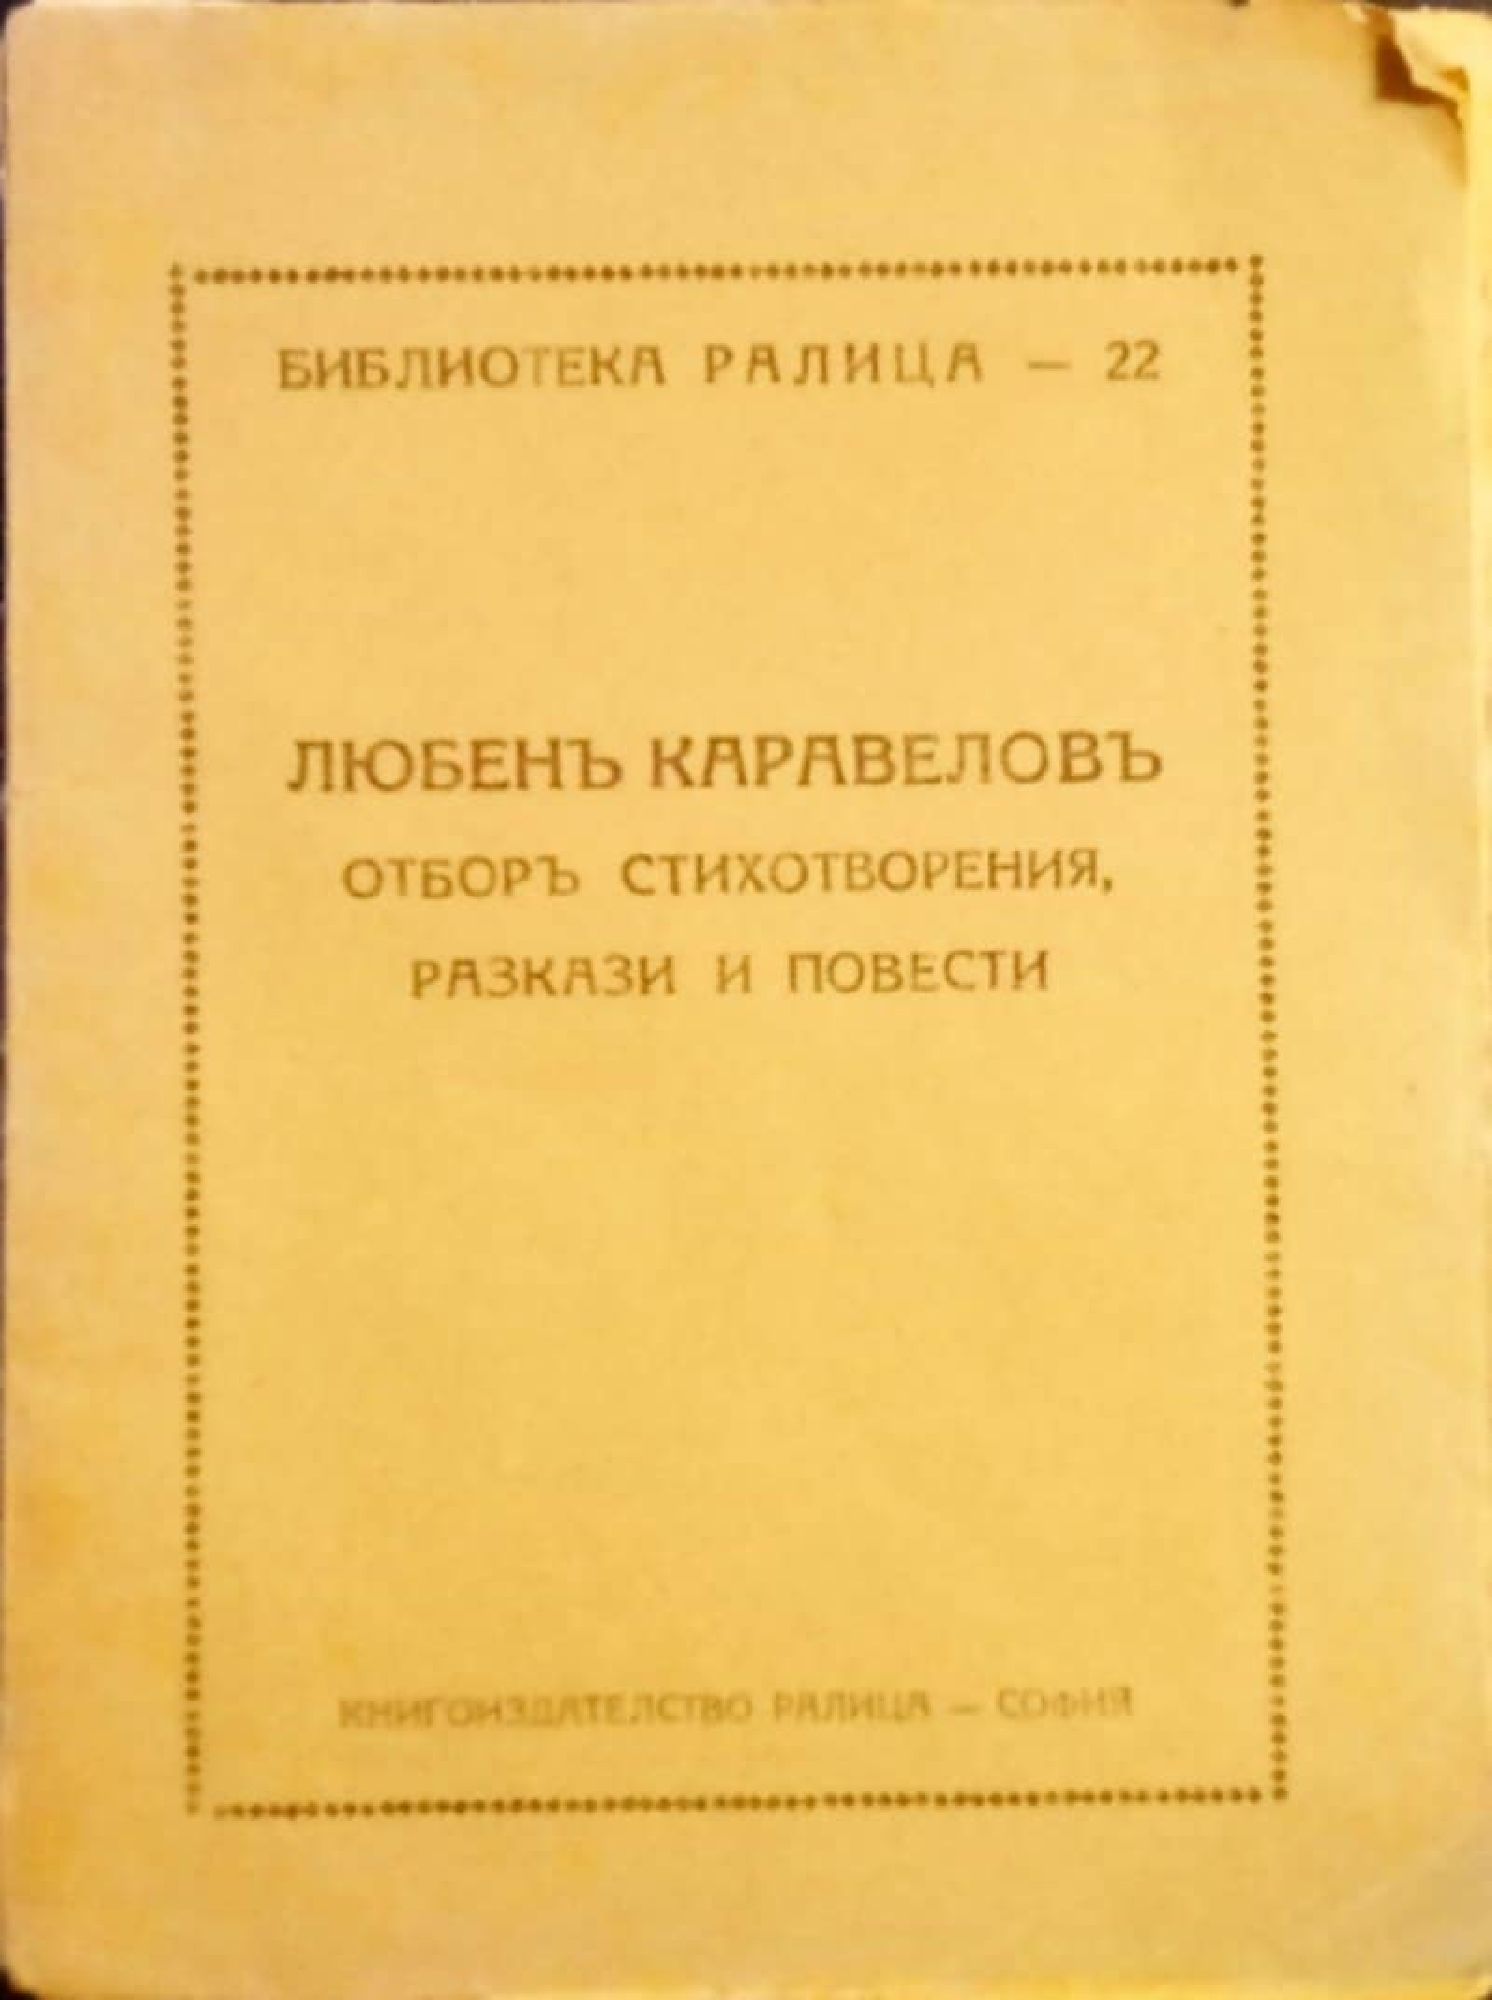 БИБЛИОТЕКА РАЛИЦА — 22
ЛЮБЕНЪ КАРАВЕЛОВЪ
ОТБОРЪ СТИХОТВОРЕНИЯ,
РАЗКАЗИ И ПОВЕСТИ
КНИГОИЗДАТЕЛСТВО РАЛИЦА — СОФИЯ